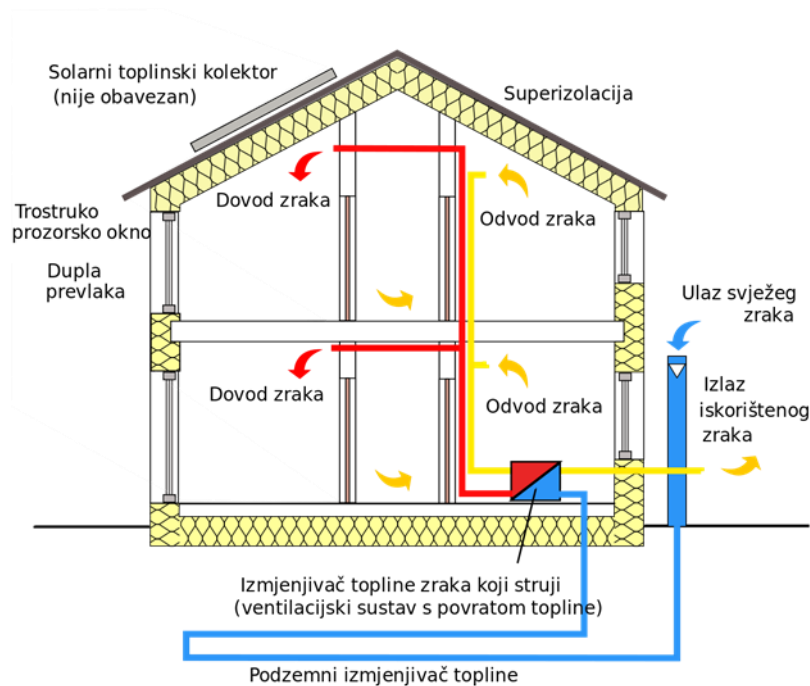 Solarni toplinski kolektor
(nije obavezan)
Superizolacija
Dovod zraka
Odvod zraka
Trostruko
prozorsko okno
Dupla
prevlaka
Ulaz svježeg
zraka
Dovod zraka
Odvod zraka
Izlaz
iskorištenog
zraka
Izmjenjivač topline zraka koji struji
(ventilacijski sustav s povratom topline)
Podzemni izmjenjivač topline